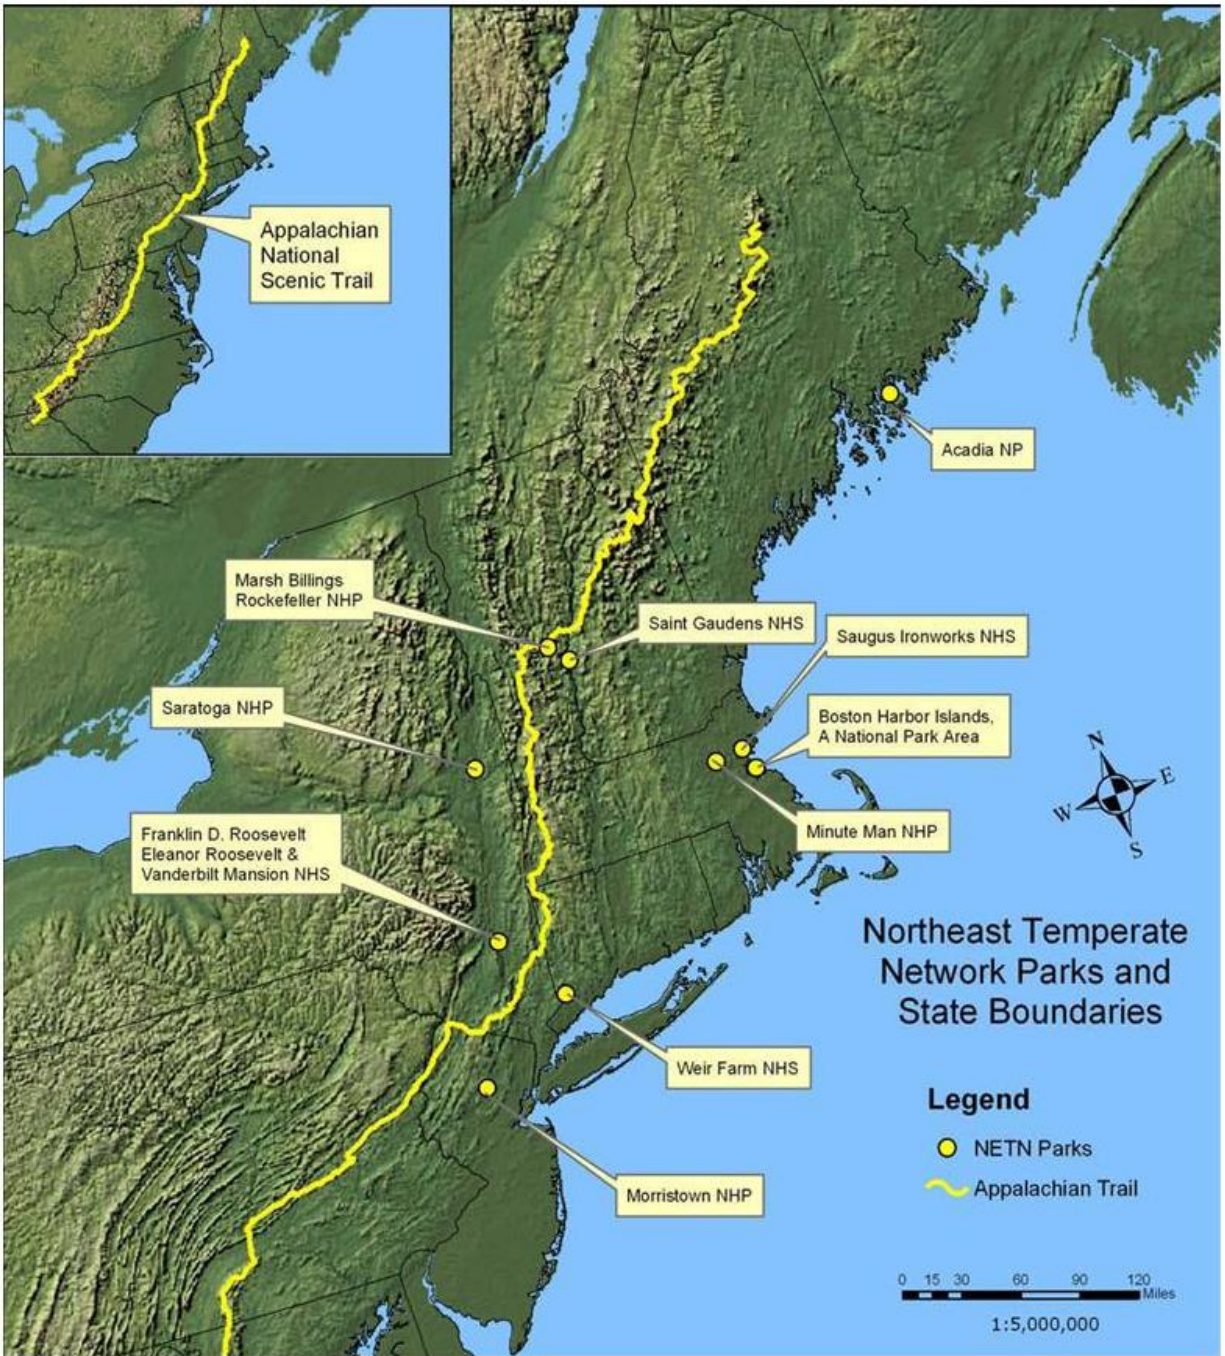 Appalachian
National
Scenic Trail
Acadia NP
Marsh Billings
Rockefeller NHP
Saint Gaudens NHS
Saugus Ironworks NHS
Saratoga NHP
Boston Harbor Islands,
A National Park Area
N
E
W
S
Minute Man NHP
Franklin D. Roosevelt
Eleanor Roosevelt &
Vanderbilt Mansion NHS
Northeast Temperate
Network Parks and
State Boundaries
Weir Farm NHS
Morristown NHP
Legend
NETN Parks
Appalachian Trail
0 15 30 60 90 120
Miles
1:5,000,000